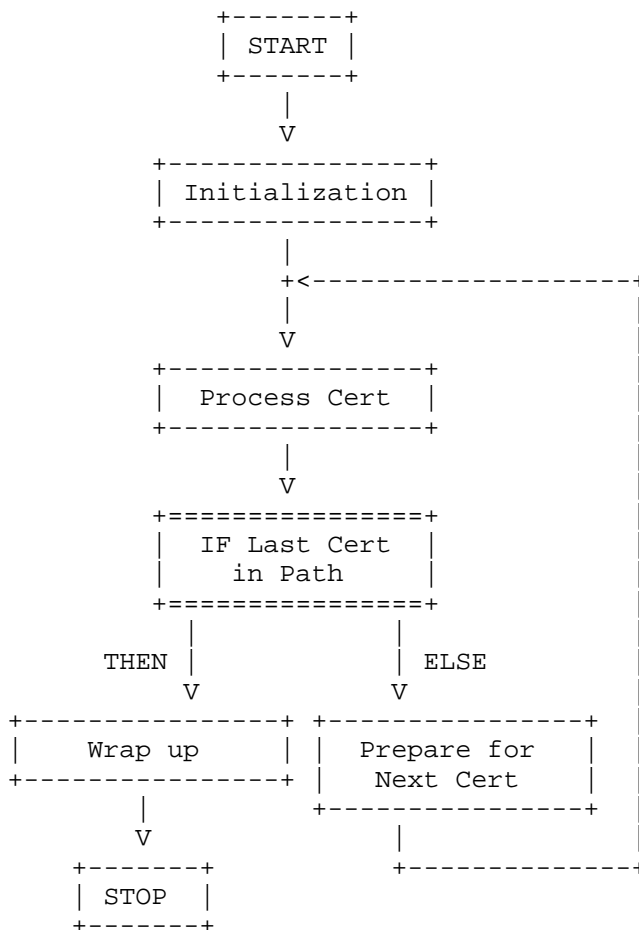 START
Initialization
Process Cert
IF Last Cert
in Path
THEN
ELSE
Wrap up
Prepare for
Next Cert
STOP